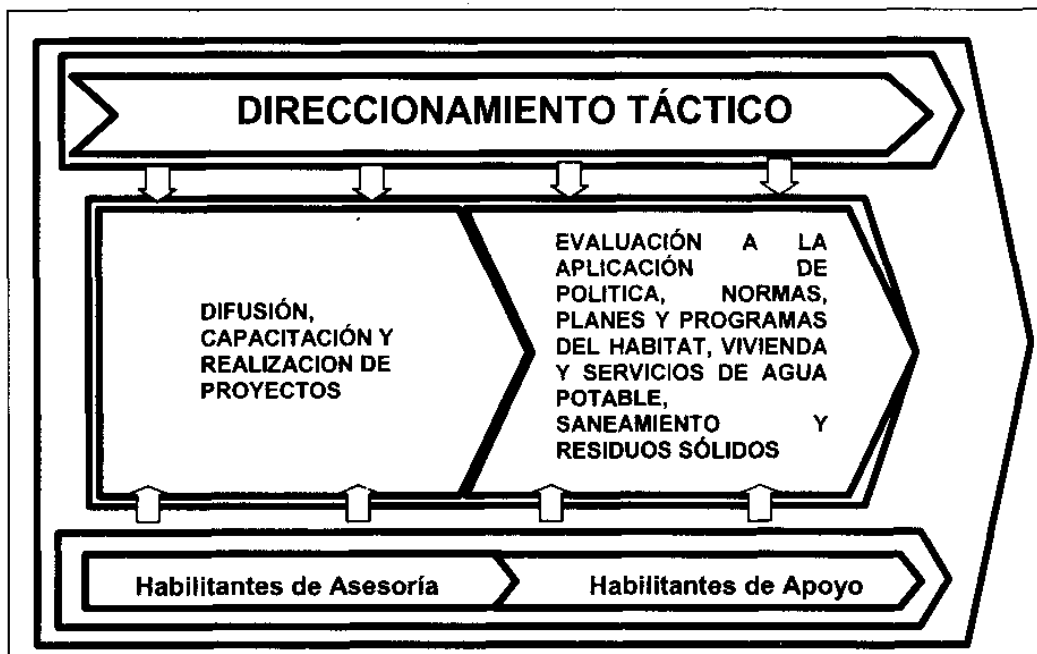 DIRECCIONAMIENTO TÁCTICO
DIFUSIÓN,
CAPACITACIÓN Y
REALIZACION DE
PROYECTOS
EVALUACIÓN A LA
APLICACIÓN DE
POLITICA, NORMAS,
PLANES Y PROGRAMAS
DEL HABITAT, VIVIENDA
Y SERVICIOS DE AGUA
POTABLE,
SANEAMIENTO Y
RESIDUOS SÓLIDOS
Habilitantes de Asesoría
Habilitantes de Apoyo